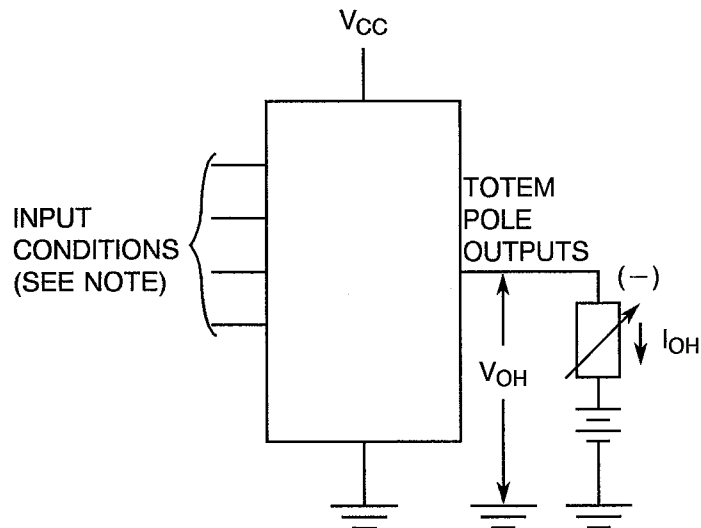 VCC
INPUT
CONDITIONS
(SEE NOTE)
TOTEM
POLE
OUTPUTS
(−)
IOH
VOH